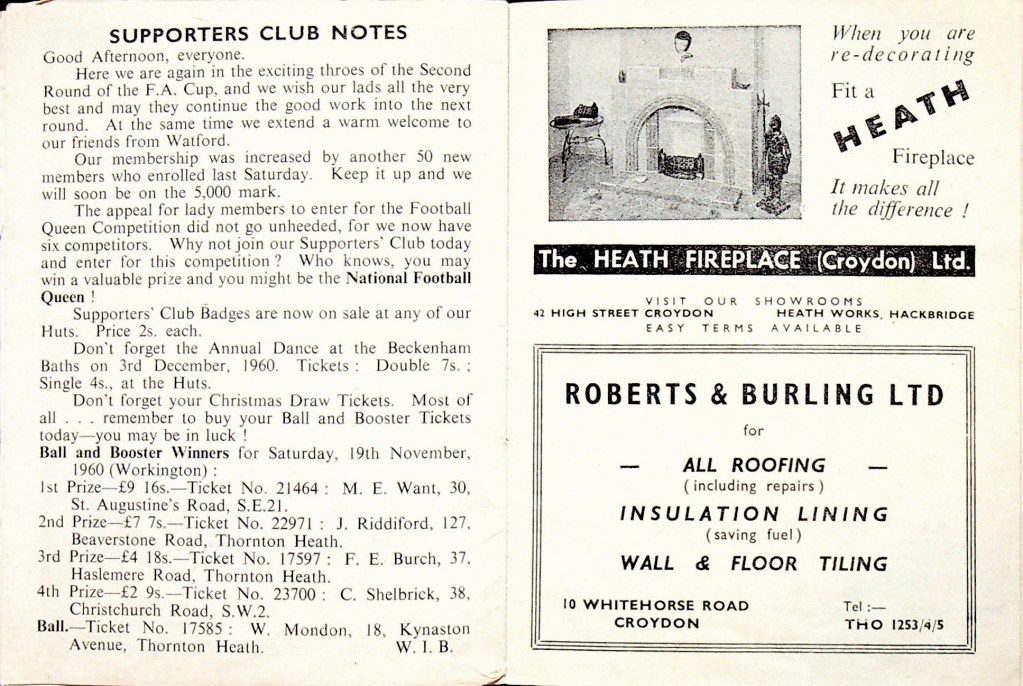 SUPPORTERS CLUB NOTES
Good Afternoon, everyone.
Here we are again in the exciting throes of the Second
Round of the F.A. Cup, and we wish our lads all the very
best and may they continue the good work into the next
round. At the same time we extend a warm welcome to
our friends from Watford.
Our membership was increased by another 50 new
members who enrolled last Saturday. Keep it up and we
will soon be on the 5,000 mark.
The appeal for lady members to enter for the Football
Queen Competition did not go unheeded, for we now have
six competitors. Why not join our Supporters' Club today
and enter for this competition ? Who knows, you may
win a valuable prize and you might be the National Football
Queen !
Supporters' Club Badges are now on sale at any of our
Huts. Price 2s. each.
Don't forget the Annual Dance at the Beckenham
Baths on 3rd December, 1960. Tickets : Double 7s. ;
Single 4s., at the Huts.
Don't forget your Christmas Draw Tickets. Most of
all . . . remember to buy your Ball and Booster Tickets
today—you may be in luck !
Ball and Booster Winners for Saturday, 19th November,
1960 (Workington) :
1st Prize—£9 16s.—Ticket No. 21464 : M. E. Want, 30,
St. Augustine's Road, S.E.21.
2nd Prize—£7 7s.—Ticket No. 22971 : J. Riddiford, 127,
Beaverstone Road, Thornton Heath.
3rd Prize—£4 18s.—Ticket No. 17597 : F. E. Burch, 37,
Haslemere Road, Thornton Heath.
4th Prize—£2 9s.—Ticket No. 23700 : C. Shelbrick, 38,
Christchurch Road, S.W.2.
Ball.—Ticket No. 17585 : W. Mondon, 18, Kynaston
Avenue, Thornton Heath. W. I. B.
When you are
re-decorating
Fit a
HEATH
Fireplace
It makes all
the difference !
The HEATH FIREPLACE (Croydon) Ltd.
VISIT OUR SHOWROOMS
42 HIGH STREET CROYDON HEATH WORKS, HACKBRIDGE
EASY TERMS AVAILABLE
ROBERTS & BURLING LTD
for
— ALL ROOFING —
(including repairs)
INSULATION LINING
(saving fuel)
WALL & FLOOR TILING
10 WHITEHORSE ROAD Tel :—
CROYDON THO 1253/4/5